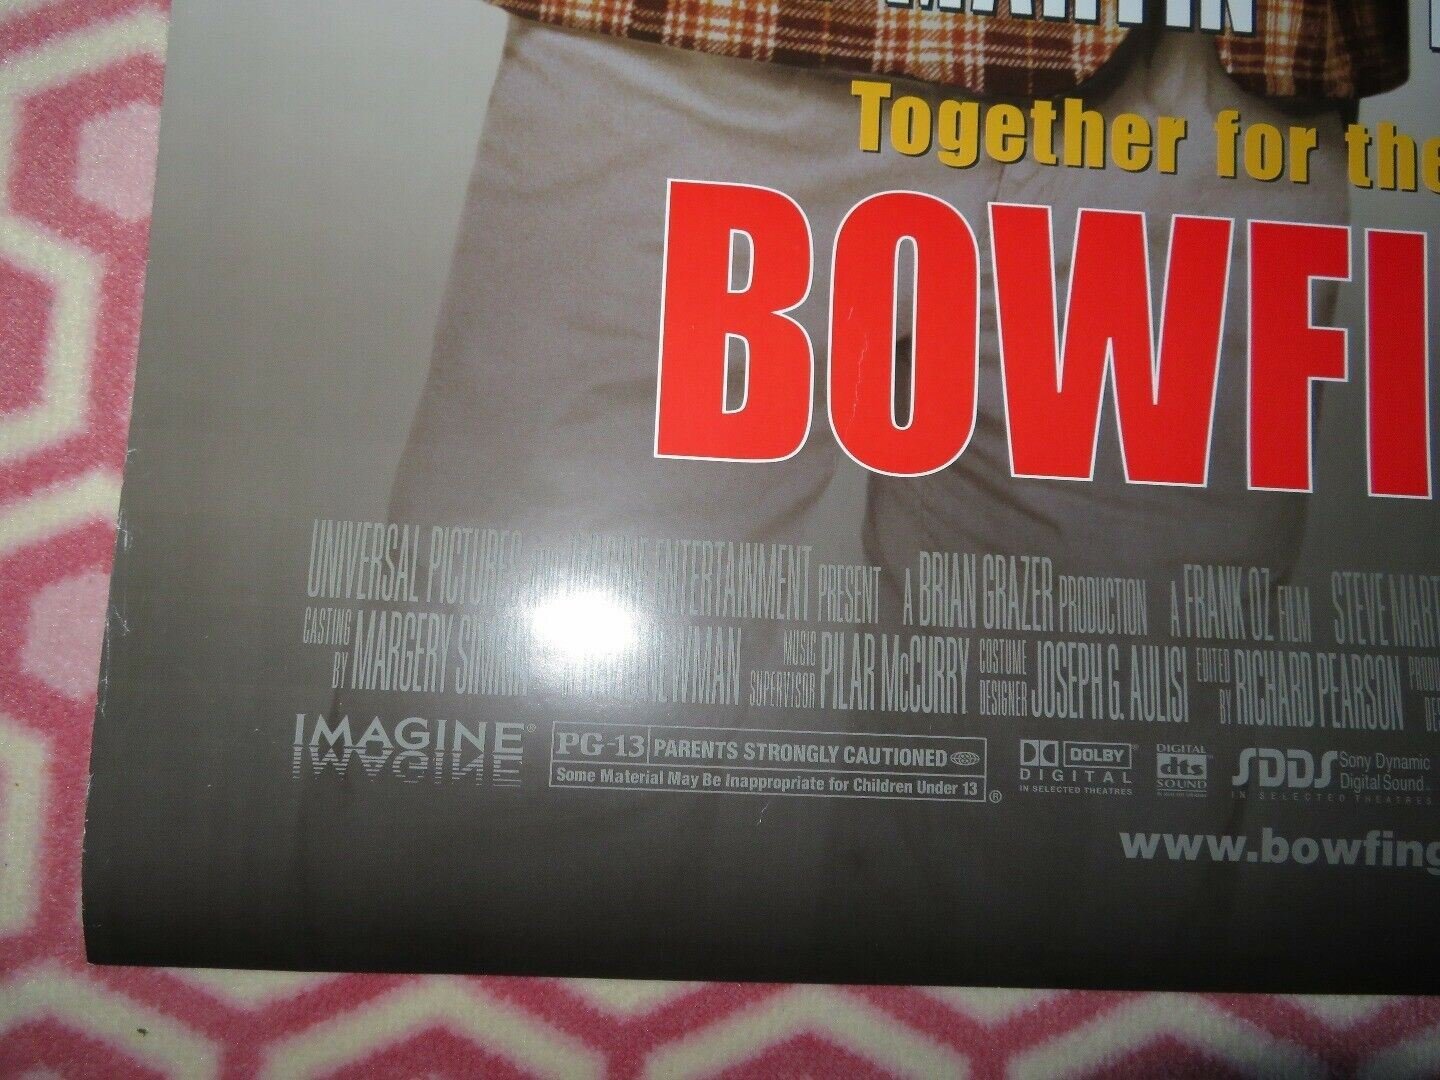 MARTIN
Together for the
BOWFI
UNIVERSAL PICTURES ENTERTAINMENT PRESENT A BRIAN GRAZER PRODUCTION A FRANK OZ FILM STEVE MART
CASTING BY MARGERY MUSIC SUPERVISOR PILAR McCURRY COSTUME DESIGNER JOSEPH G. AULISI EDITED BY RICHARD PEARSON
IMAGINE®
PG-13 PARENTS STRONGLY CAUTIONED
Some Material May Be Inappropriate for Children Under 13 ®
DOLBY®
DIGITAL
IN SELECTED THEATRES
DIGITAL
dts
SOUND
SDDS Sony Dynamic
Digital Sound
IN SELECTED THEATRES
www.bowfing